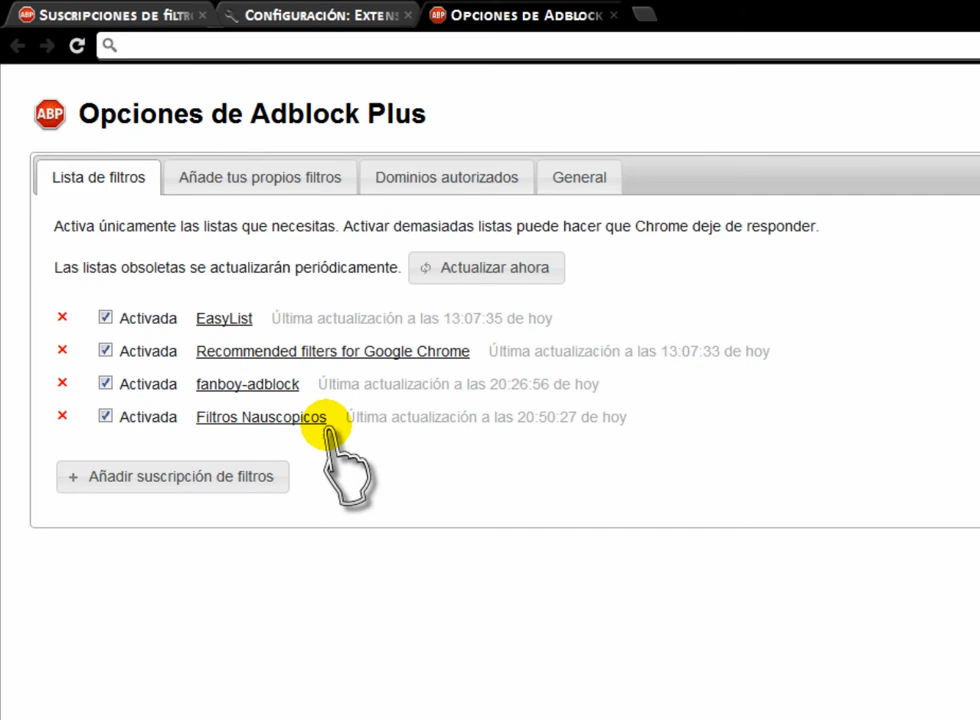 ABP Suscripciones de filtr
Configuración: Exten
ABP Opciones de Adblock
ABP Opciones de Adblock Plus
Lista de filtros
Añade tus propios filtros
Dominios autorizados
General
Activa únicamente las listas que necesitas. Activar demasiadas listas puede hacer que Chrome deje de responder.
Las listas obsoletas se actualizarán periódicamente. Actualizar ahora
Activada EasyList Última actualización a las 13:07:35 de hoy
Activada Recommended filters for Google Chrome Última actualización a las 13:07:33 de hoy
Activada fanboy-adblock Última actualización a las 20:26:56 de hoy
Activada Filtros Nauscopicos Última actualización a las 20:50:27 de hoy
+ Añadir suscripción de filtros